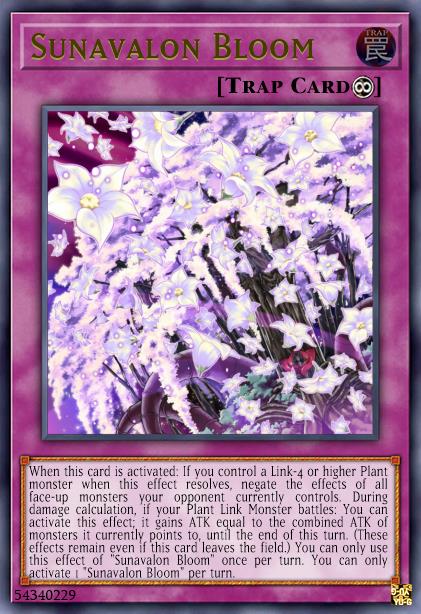 SUNAVALON BLOOM
TRAP
罠
[TRAP CARD]
When this card is activated: If you control a Link-4 or higher Plant
monster when this effect resolves, negate the effects of all
face-up monsters your opponent currently controls. During
damage calculation, if your Plant Link Monster battles: You can
activate this effect; it gains ATK equal to the combined ATK of
monsters it currently points to, until the end of this turn. (These
effects remain even if this card leaves the field.) You can only use
this effect of "Sunavalon Bloom" once per turn. You can only
activate 1 "Sunavalon Bloom" per turn.
54340229